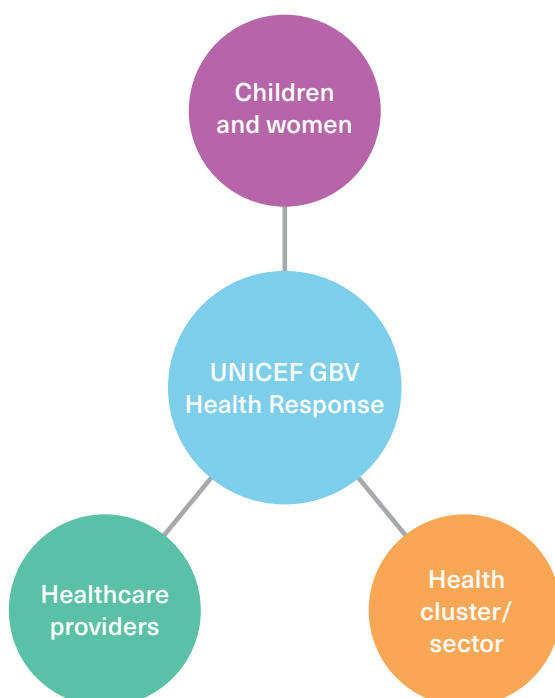 Children
and women
UNICEF GBV
Health Response
Healthcare
providers
Health
cluster/
sector